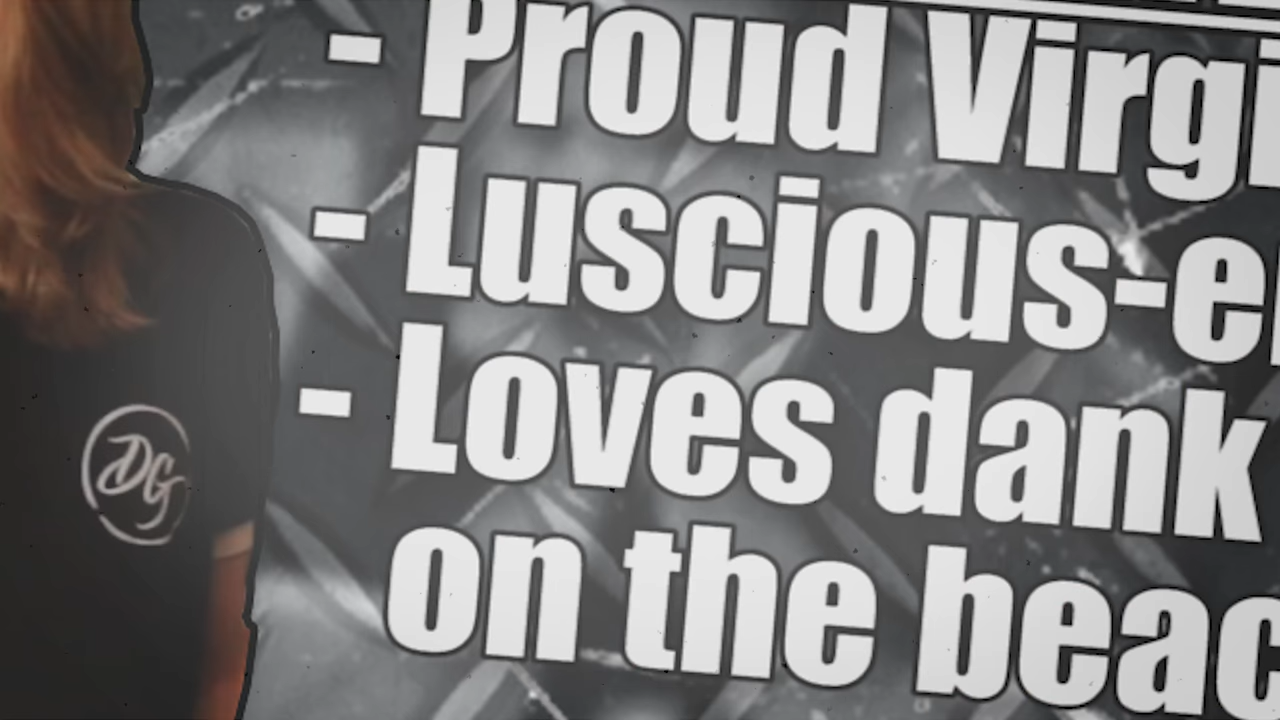 - Proud Virgi
- Luscious-e
- Loves dank
on the beac
DG